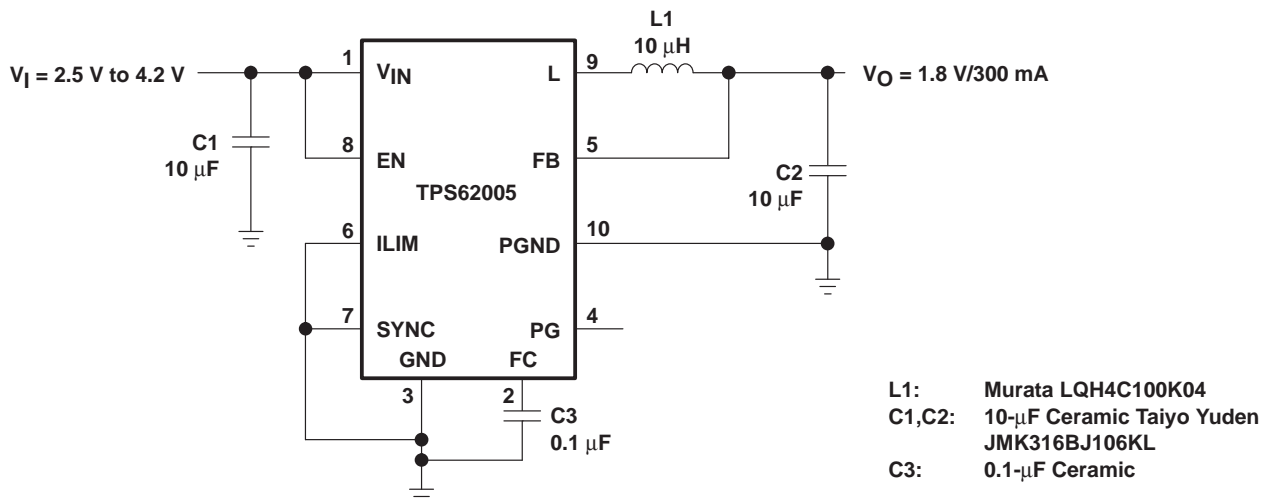 L1
10 μH
VI = 2.5 V to 4.2 V
1
VIN
L
9
VO = 1.8 V/300 mA
C1
10 μF
8
EN
FB
5
TPS62005
C2
10 μF
6
ILIM
PGND
10
7
SYNC
PG
4
GND
FC
3
2
C3
0.1 μF
L1: Murata LQH4C100K04
C1,C2: 10-μF Ceramic Taiyo Yuden
JMK316BJ106KL
C3: 0.1-μF Ceramic